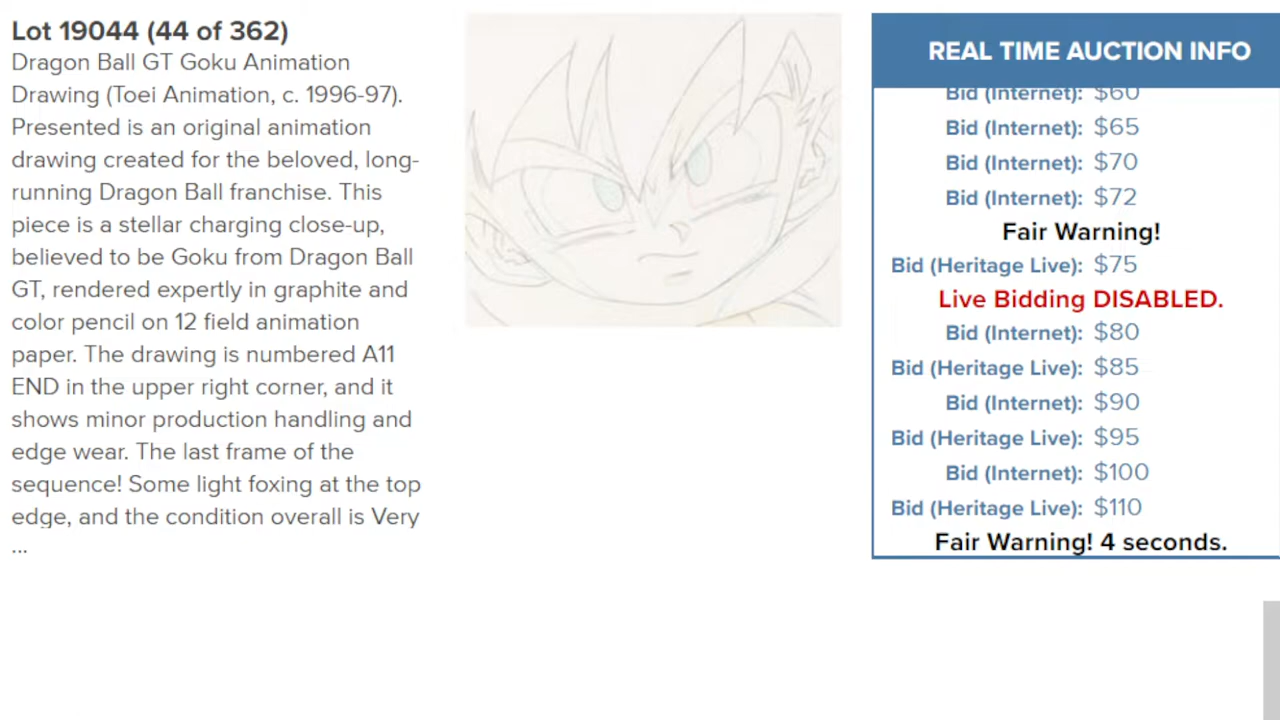 Lot 19044 (44 of 362)
Dragon Ball GT Goku Animation
Drawing (Toei Animation, c. 1996-97).
Presented is an original animation
drawing created for the beloved, long-
running Dragon Ball franchise. This
piece is a stellar charging close-up,
believed to be Goku from Dragon Ball
GT, rendered expertly in graphite and
color pencil on 12 field animation
paper. The drawing is numbered A11
END in the upper right corner, and it
shows minor production handling and
edge wear. The last frame of the
sequence! Some light foxing at the top
edge, and the condition overall is Very
...
REAL TIME AUCTION INFO
Bid (Internet): $60
Bid (Internet): $65
Bid (Internet): $70
Bid (Internet): $72
Fair Warning!
Bid (Heritage Live): $75
Live Bidding DISABLED.
Bid (Internet): $80
Bid (Heritage Live): $85
Bid (Internet): $90
Bid (Heritage Live): $95
Bid (Internet): $100
Bid (Heritage Live): $110
Fair Warning! 4 seconds.